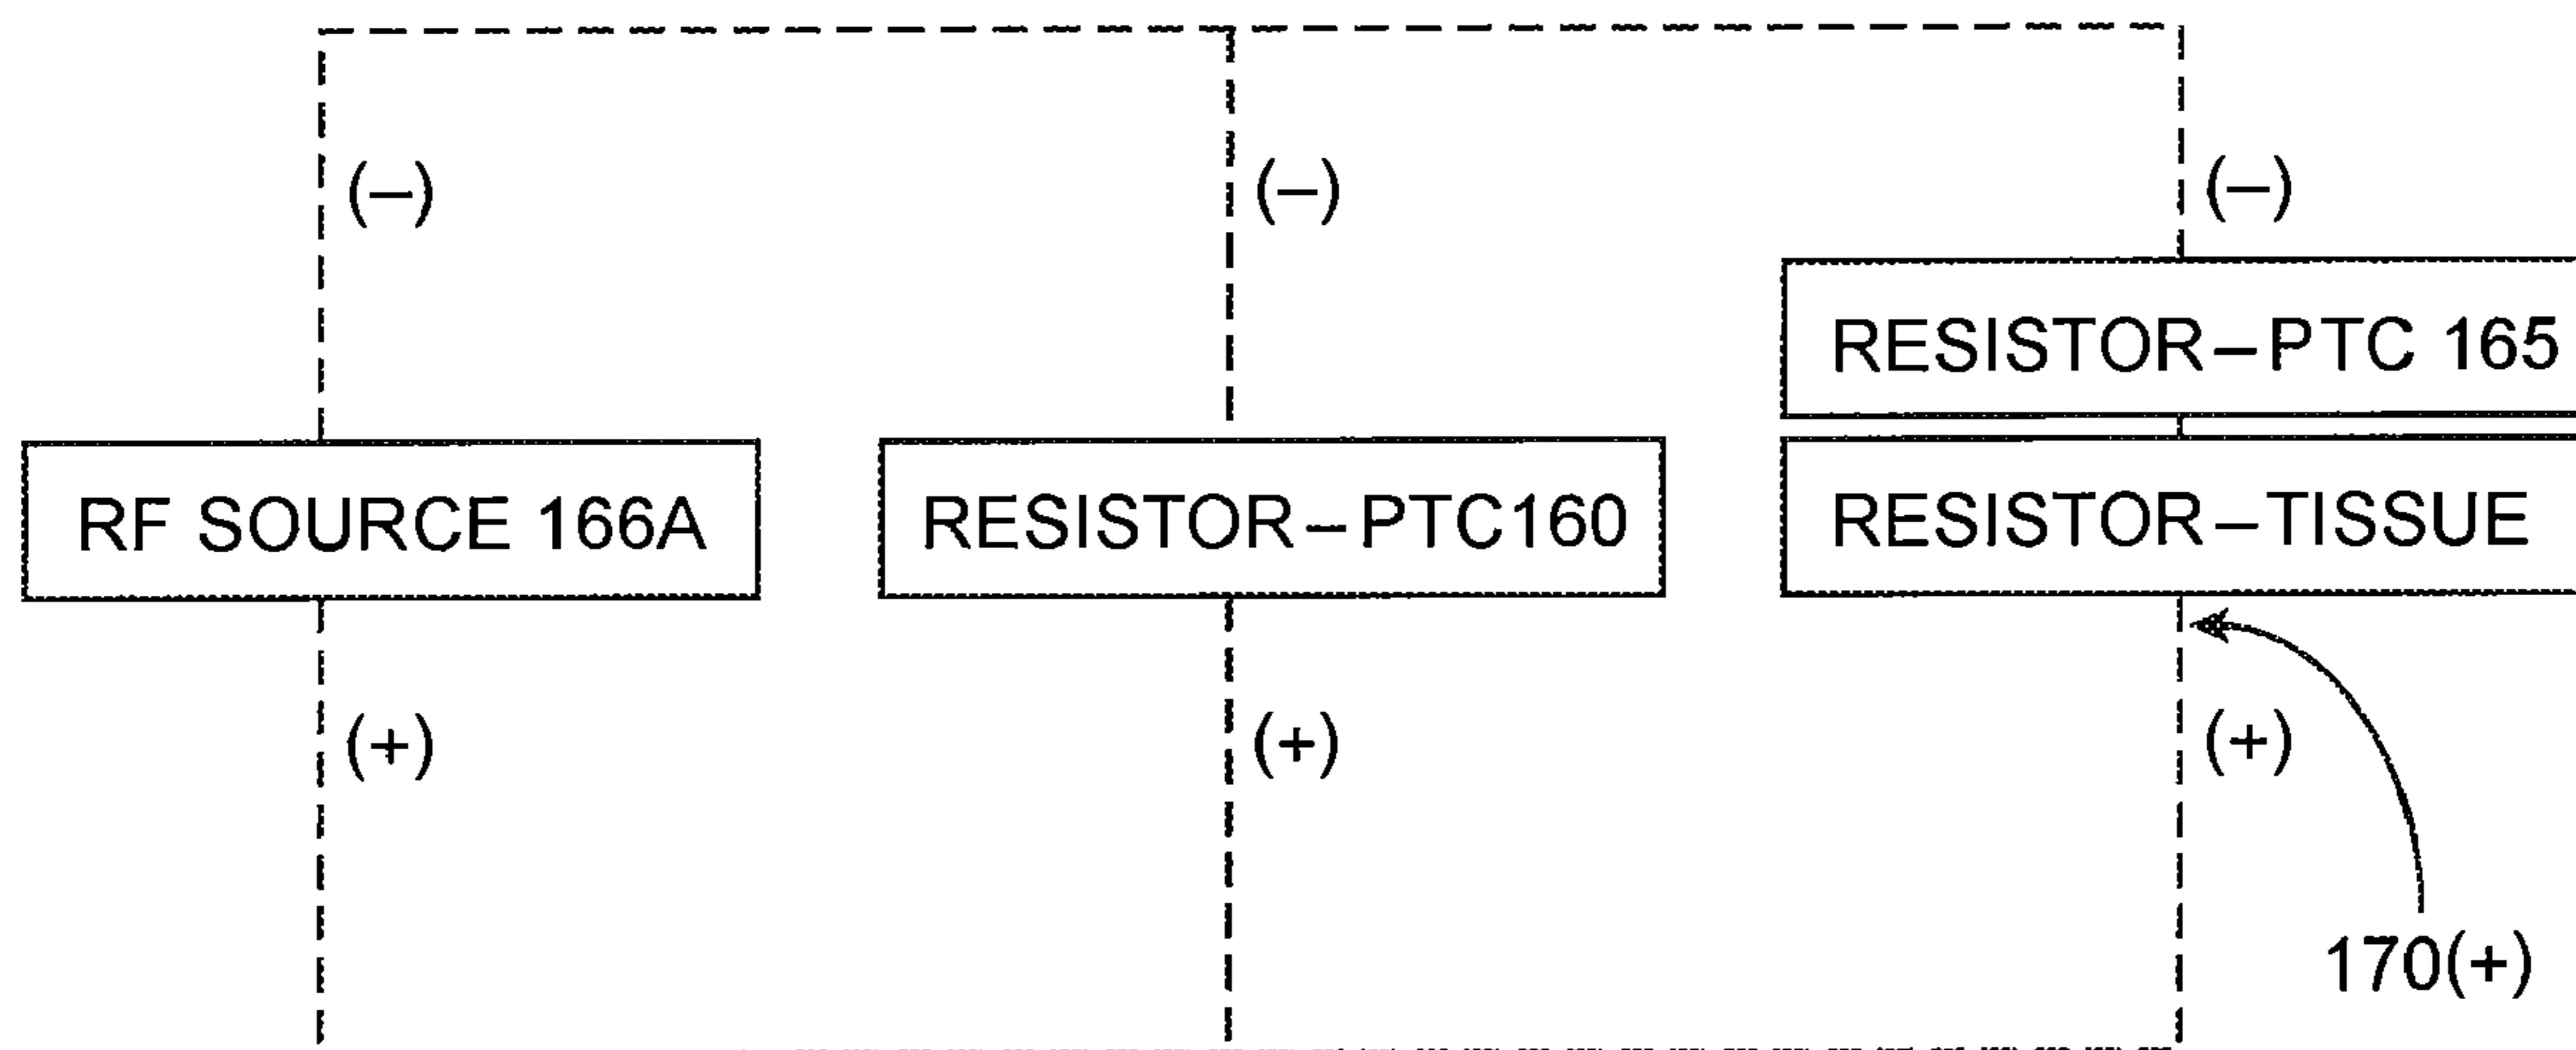 (–)
(–)
(–)
RESISTOR–PTC 165
RF SOURCE 166A
RESISTOR–PTC160
RESISTOR–TISSUE
(+)
(+)
(+)
170(+)